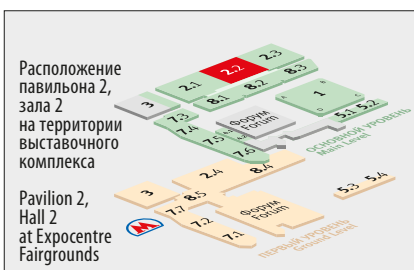 Расположение
павильона 2,
зала 2
на территории
выставочного
комплекса
Pavilion 2,
Hall 2
at Expocentre
Fairgrounds
2.1
2.2
2.3
3
8.1
8.2
8.3
1
7.3
7.4
7.5
7.6
Форум
Forum
5.1
5.2
ОСНОВНОЙ УРОВЕНЬ
Main Level
3
2.4
8.4
8.5
7.7
7.2
7.1
Форум
Forum
5.3
5.4
ПЕРВЫЙ УРОВЕНЬ
Ground Level
М